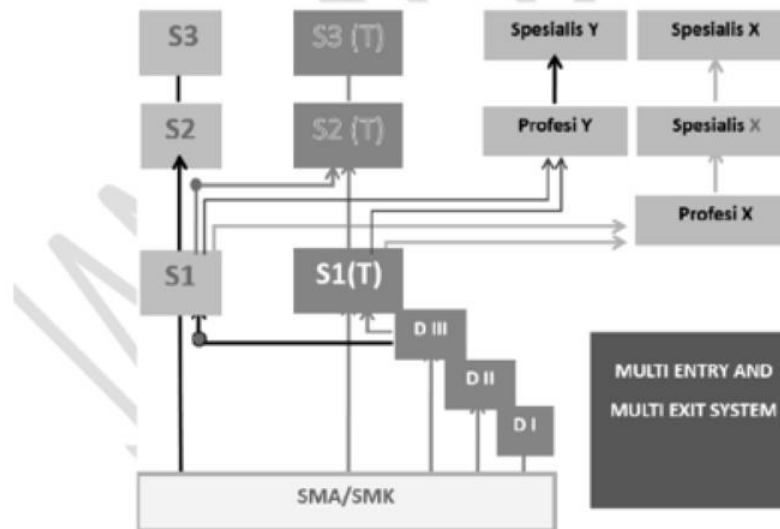 S3
S3 (T)
Spesialis Y
Spesialis X
S2
S2 (T)
Profesi Y
Spesialis X
Profesi X
S1
S1(T)
D III
D II
D I
MULTI ENTRY AND
MULTI EXIT SYSTEM
SMA/SMK